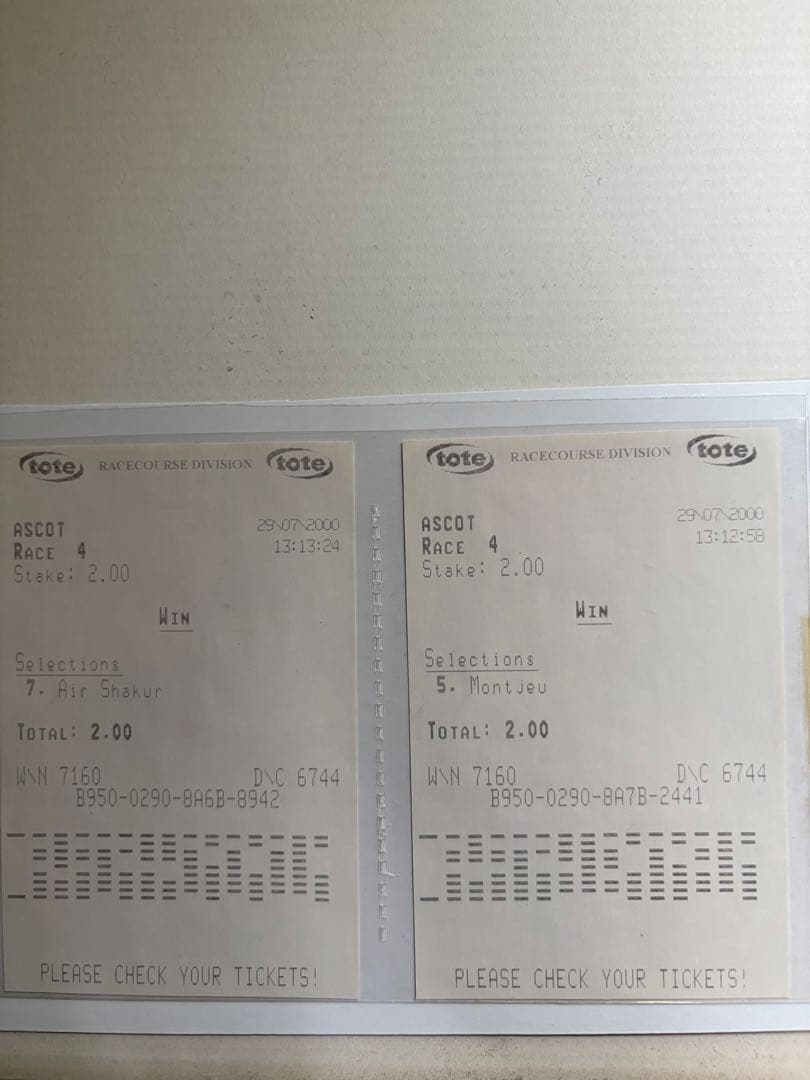 tote RACECOURSE DIVISION tote
ASCOT 29\07\2000
RACE 4 13:13:24
Stake: 2.00
WIN
Selections
7. Air Shakur
TOTAL: 2.00
W\N 7160 D\C 6744
B950-0290-8A6B-8942
PLEASE CHECK YOUR TICKETS!
tote RACECOURSE DIVISION tote
ASCOT 29\07\2000
RACE 4 13:12:58
Stake: 2.00
WIN
Selections
5. Montjeu
TOTAL: 2.00
W\N 7160 D\C 6744
B950-0290-8A7B-2441
PLEASE CHECK YOUR TICKETS!